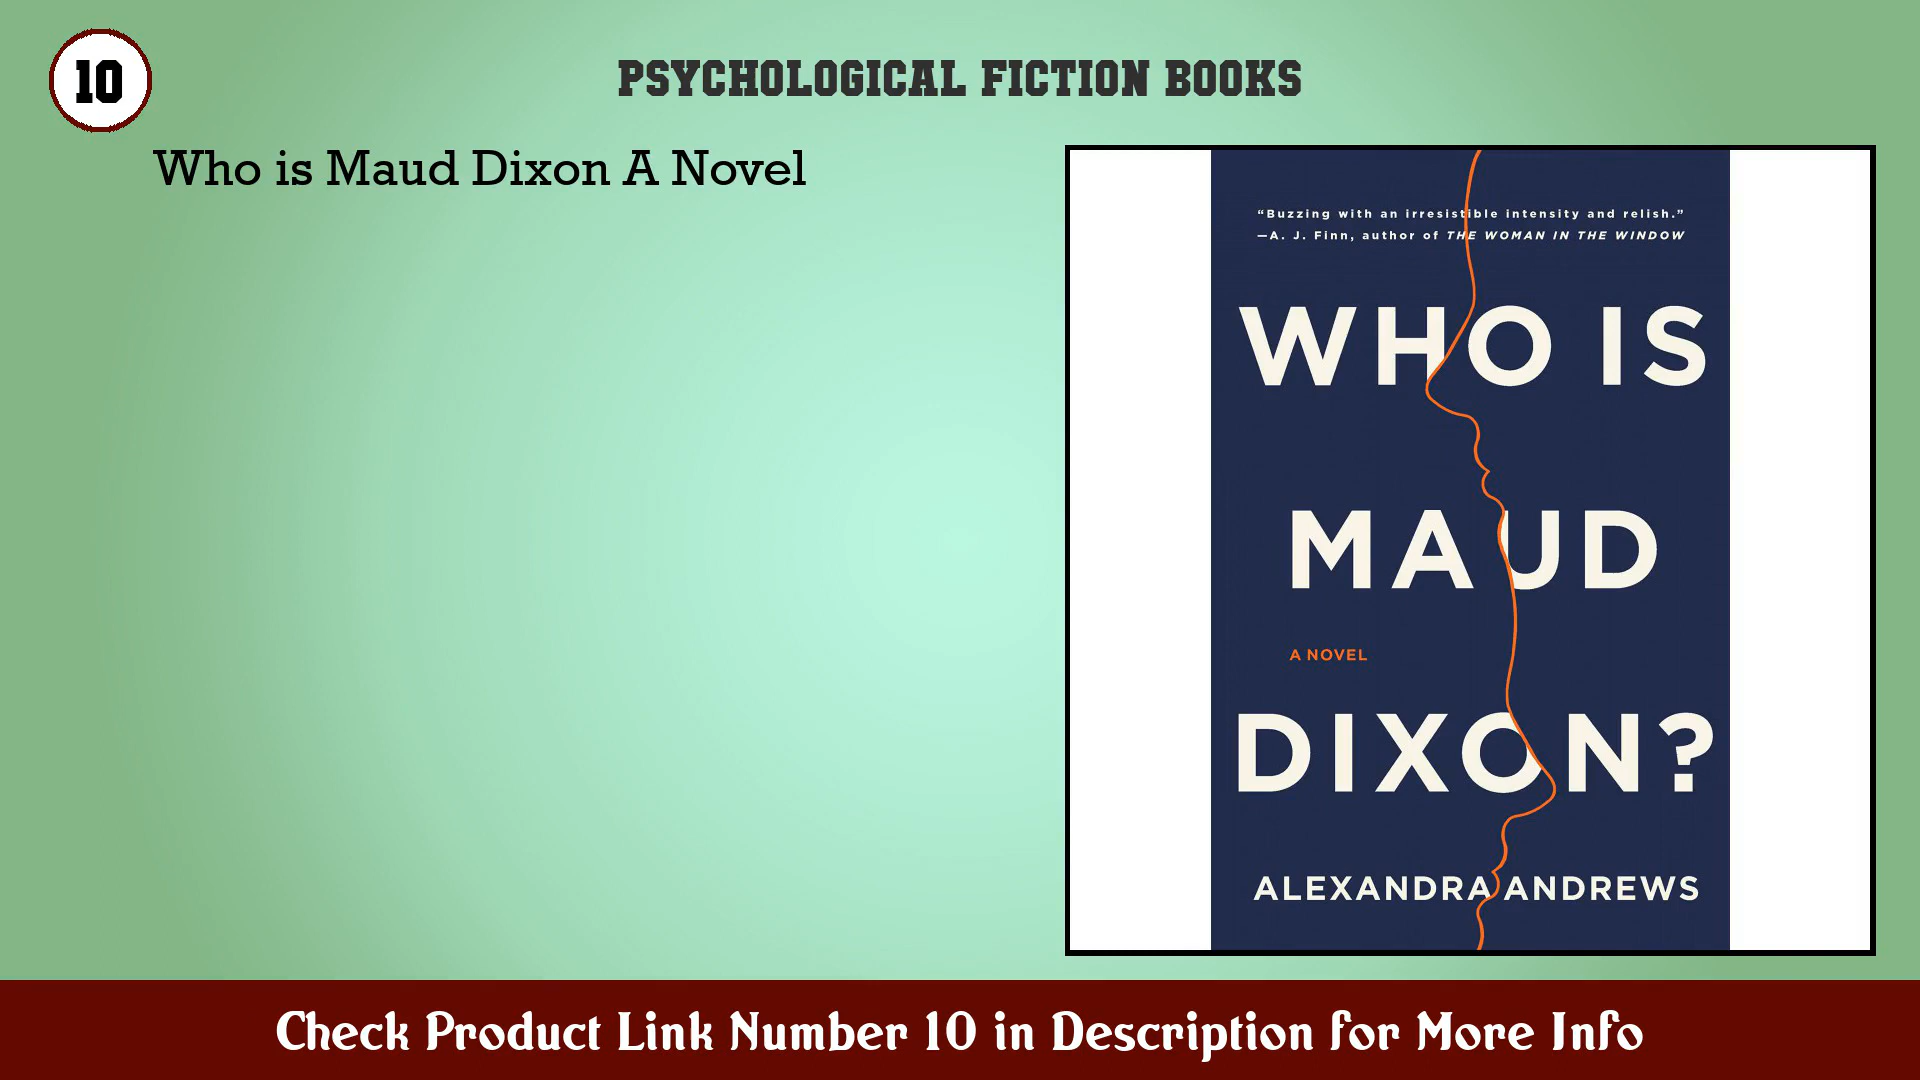 10
PSYCHOLOGICAL FICTION BOOKS
Who is Maud Dixon A Novel
“Buzzing with an irresistible intensity and relish.”
—A. J. Finn, author of THE WOMAN IN THE WINDOW
WHO IS
MAUD
A NOVEL
DIXON?
ALEXANDRA ANDREWS
Check Product Link Number 10 in Description for More Info